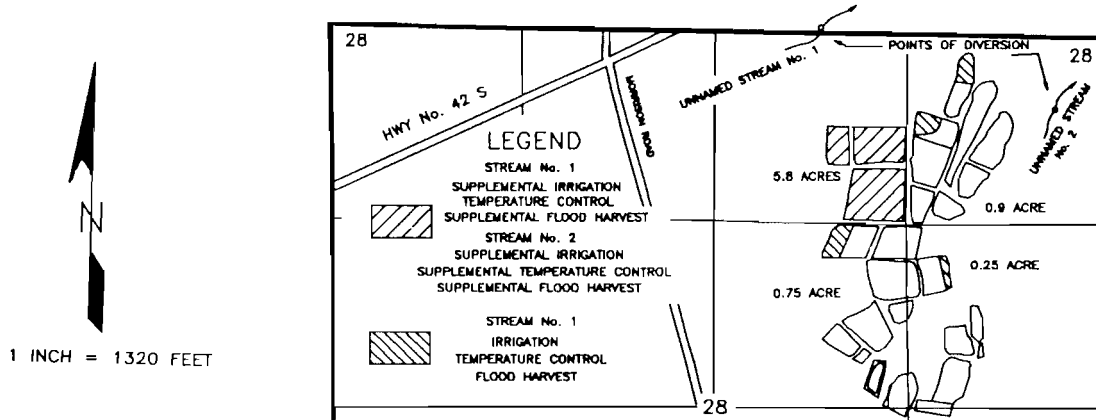 28
28
POINTS OF DIVERSION
UNNAMED STREAM No. 1
HWY No. 42 S
MORRISON ROAD
UNNAMED STREAM
No. 2
LEGEND
STREAM No. 1
SUPPLEMENTAL IRRIGATION
TEMPERATURE CONTROL
SUPPLEMENTAL FLOOD HARVEST
STREAM No. 2
SUPPLEMENTAL IRRIGATION
SUPPLEMENTAL TEMPERATURE CONTROL
SUPPLEMENTAL FLOOD HARVEST
STREAM No. 1
IRRIGATION
TEMPERATURE CONTROL
FLOOD HARVEST
5.8 ACRES
0.9 ACRE
0.25 ACRE
0.75 ACRE
N
1 INCH = 1320 FEET
28